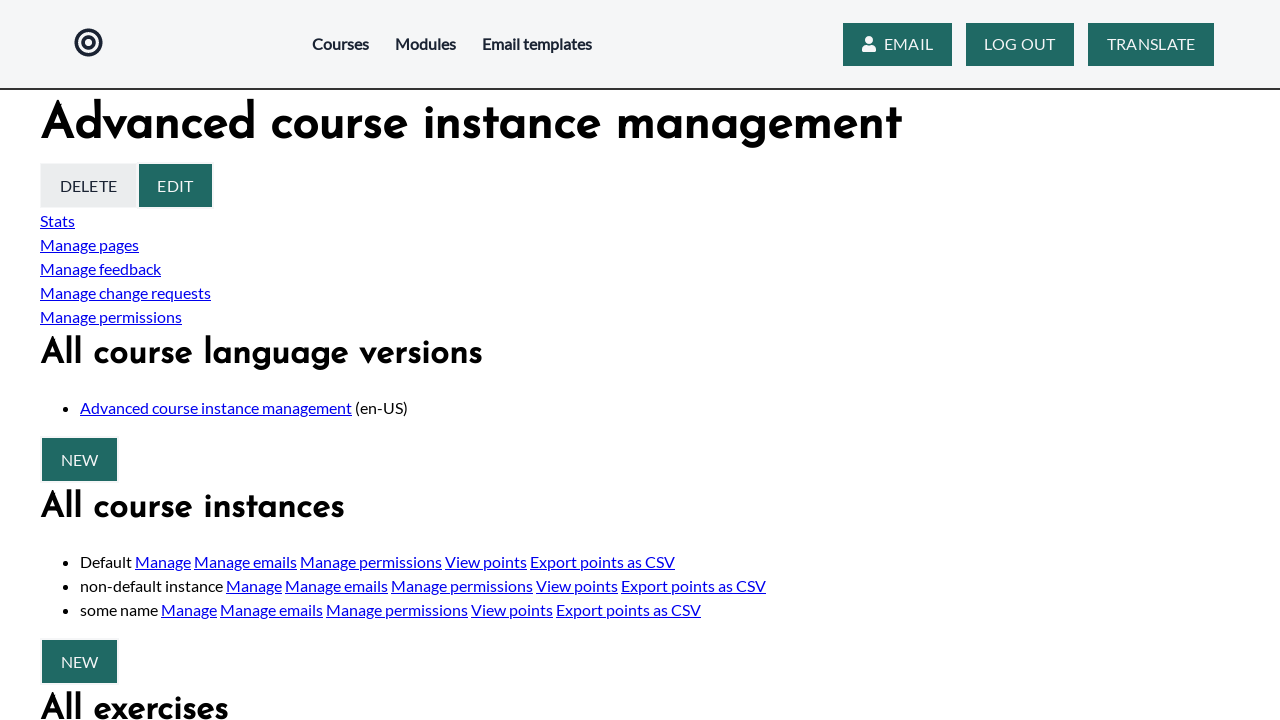 Courses Modules Email templates EMAIL LOG OUT TRANSLATE
Advanced course instance management
DELETE EDIT
Stats
Manage pages
Manage feedback
Manage change requests
Manage permissions
All course language versions
Advanced course instance management (en-US)
NEW
All course instances
Default Manage Manage emails Manage permissions View points Export points as CSV
non-default instance Manage Manage emails Manage permissions View points Export points as CSV
some name Manage Manage emails Manage permissions View points Export points as CSV
NEW
All exercises